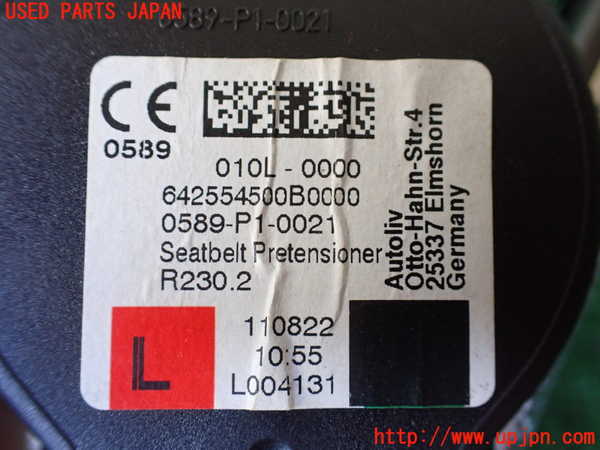 USED PARTS JAPAN
0589-P1-0021
CE
0589
010L - 0000
642554500B0000
0589-P1-0021
Seatbelt Pretensioner
R230.2
Autoliv
Otto-Hahn-Str.4
25337 Elmshorn
Germany
L
110822
10:55
L004131
http://www.upjpn.com